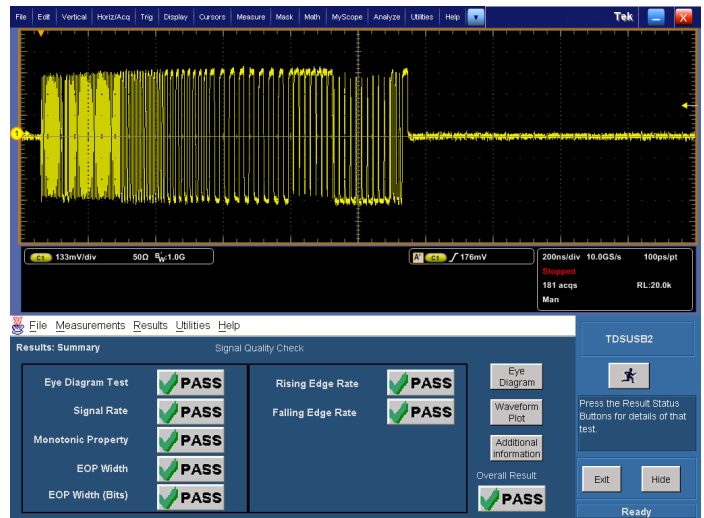 File Edit Vertical Horiz/Acq Trig Display Cursors Measure Mask Math MyScope Analyze Utilities Help Tek X
1
C1 133mV/div 50Ω BW:1.0G
A' C1 176mV
200ns/div 10.0GS/s 100ps/pt
Stopped
181 acqs RL:20.0k
Man
File Measurements Results Utilities Help
Results: Summary Signal Quality Check
Eye Diagram Test PASS
Signal Rate PASS
Monotonic Property PASS
EOP Width PASS
EOP Width (Bits) PASS
Rising Edge Rate PASS
Falling Edge Rate PASS
Eye
Diagram
Waveform
Plot
Additional
information
Overall Result
PASS
TDSUSB2
Press the Result Status
Buttons for details of that
test.
Exit Hide
Ready